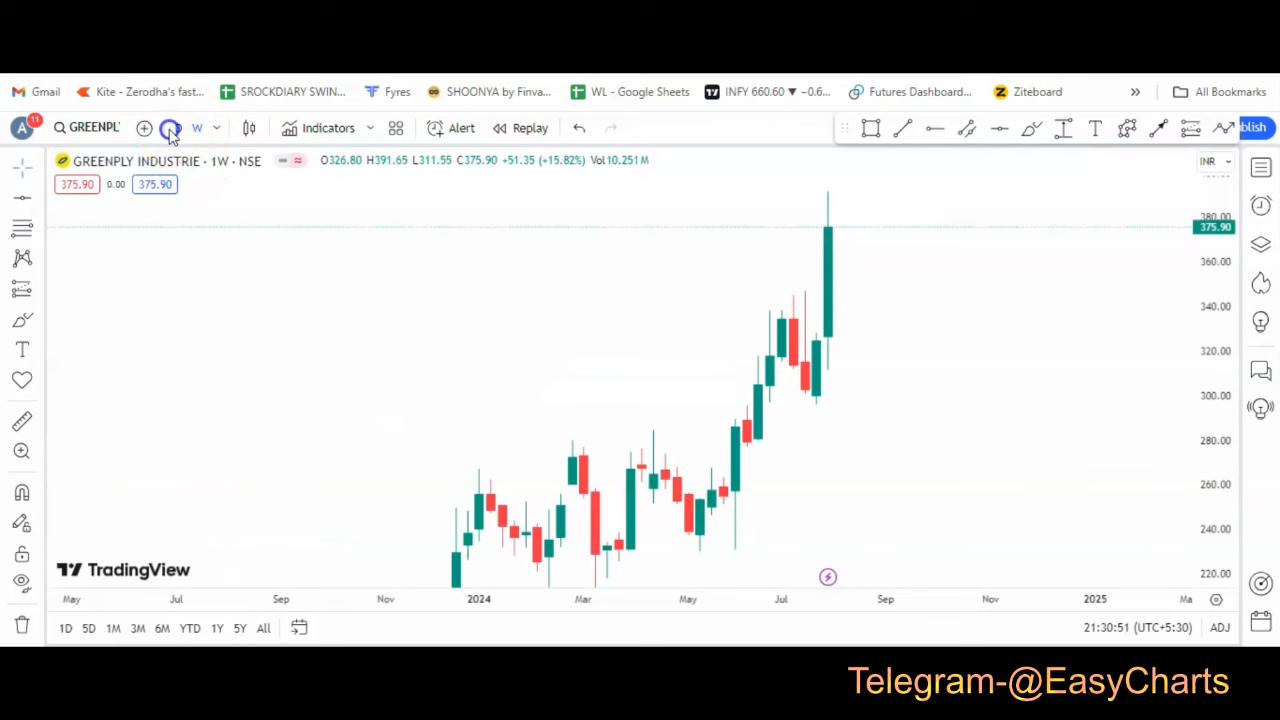 Gmail Kite - Zerodha's fast... SROCKDIARY SWIN... Fyres SHOONYA by Finva... WL - Google Sheets INFY 660.60 ▼ −0.6... Futures Dashboard... Ziteboard » All Bookmarks
A 11 GREENPL W Indicators Alert Replay T blish
GREENPLY INDUSTRIE · 1W · NSE O326.80 H391.65 L311.55 C375.90 +51.35 (+15.82%) Vol10.251M INR
375.90 0.00 375.90
380.00
375.90
360.00
340.00
320.00
300.00
280.00
260.00
240.00
220.00
TradingView
May Jul Sep Nov 2024 Mar May Jul Sep Nov 2025 Ma
1D 5D 1M 3M 6M YTD 1Y 5Y All 21:30:51 (UTC+5:30) ADJ
Telegram-@EasyCharts